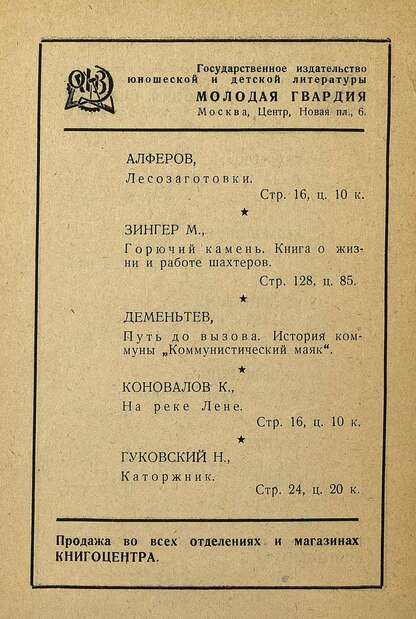 Государственное издательство
юношеской и детской литературы
МОЛОДАЯ ГВАРДИЯ
Москва, Центр, Новая пл., 6.
АЛФЕРОВ,
Лесозаготовки.
Стр. 16, ц. 10 к.
ЗИНГЕР М.,
Горючий камень. Книга о жиз-
ни и работе шахтеров.
Стр. 128, ц. 85.
ДЕМЕНЬТЕВ,
Путь до вызова. История ком-
муны „Коммунистический маяк“.
КОНОВАЛОВ К.,
На реке Лене.
Стр. 16, ц. 10 к.
ГУКОВСКИЙ Н.,
Каторжник.
Стр. 24, ц. 20 к.
Продажа во всех отделениях и магазинах
КНИГОЦЕНТРА.